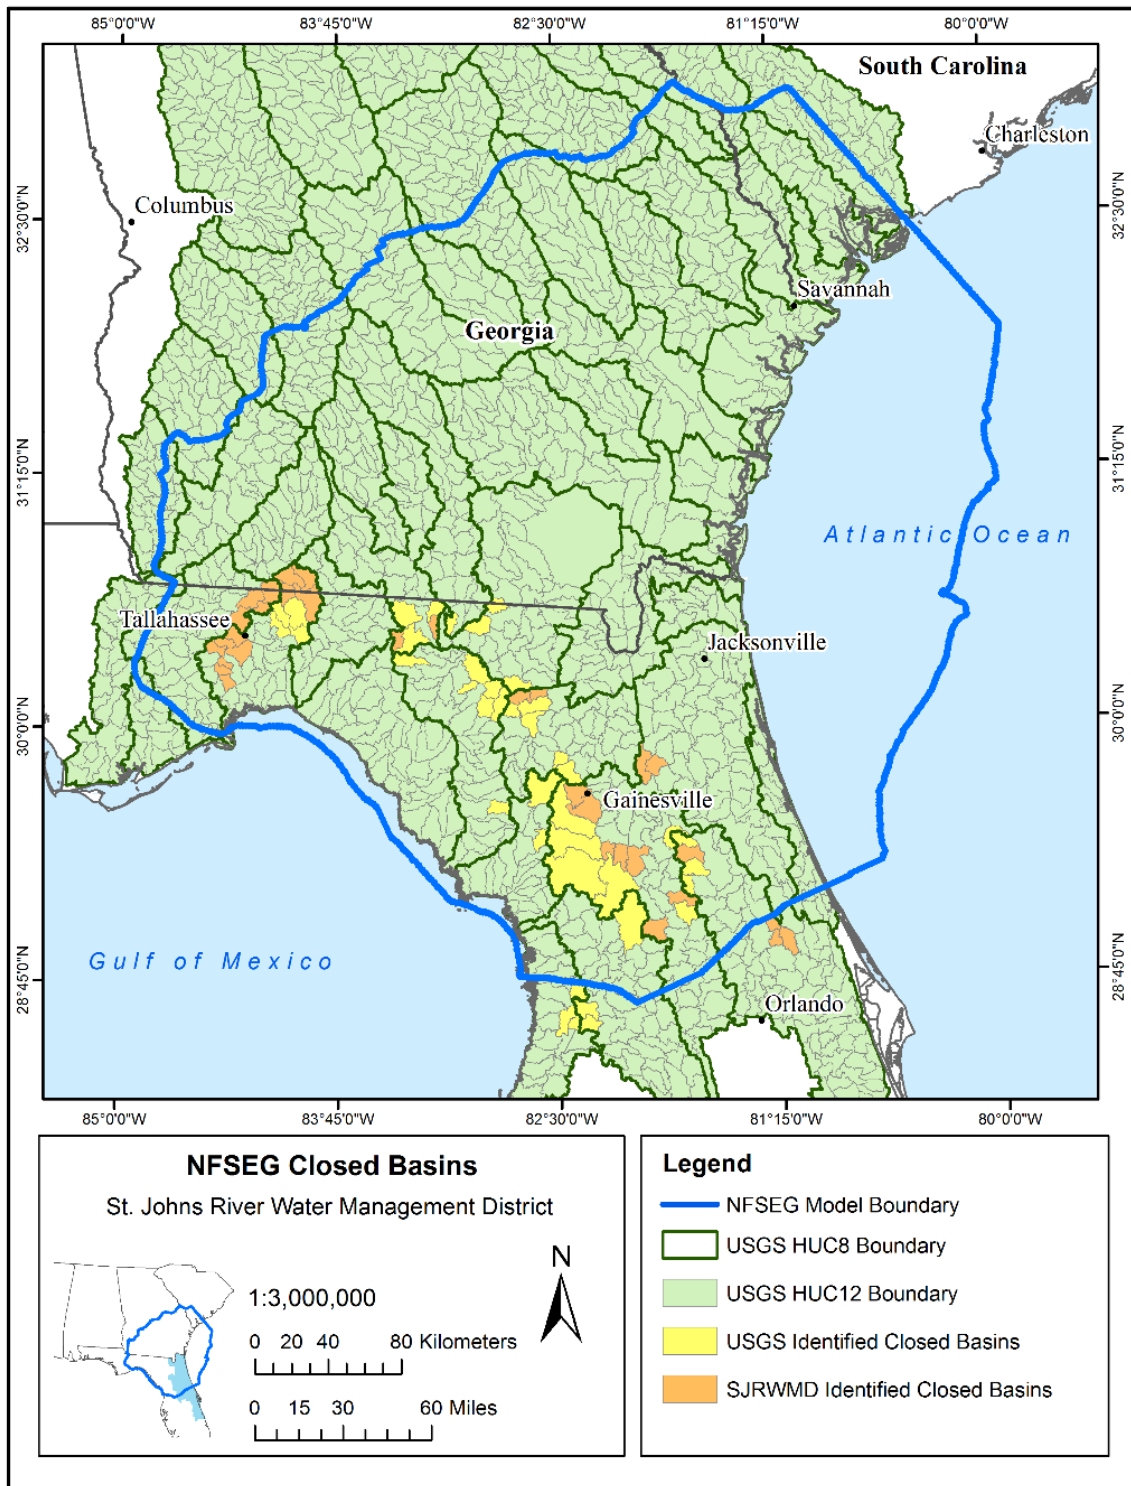 85°0'0"W 83°45'0"W 82°30'0"W 81°15'0"W 80°0'0"W
South Carolina
Charleston
Columbus
32°30'0"N
32°30'0"N
Savannah
Georgia
31°15'0"N
31°15'0"N
Atlantic Ocean
Tallahassee
Jacksonville
30°0'0"N
30°0'0"N
Gainesville
Gulf of Mexico
28°45'0"N
28°45'0"N
Orlando
85°0'0"W 83°45'0"W 82°30'0"W 81°15'0"W 80°0'0"W
NFSEG Closed Basins
St. Johns River Water Management District
N
1:3,000,000
0 20 40 80 Kilometers
0 15 30 60 Miles
Legend
NFSEG Model Boundary
USGS HUC8 Boundary
USGS HUC12 Boundary
USGS Identified Closed Basins
SJRWMD Identified Closed Basins